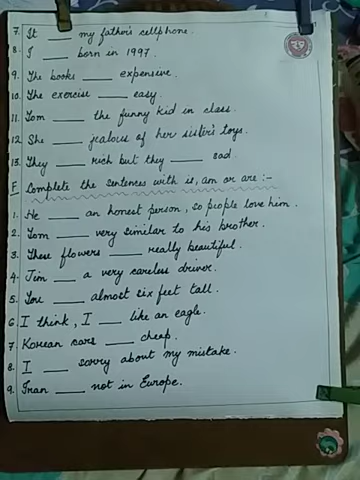 7. It ___ my father's cellphone.
8. I ___ born in 1997.
9. The books ___ expensive.
10. The exercise ___ easy.
11. Tom ___ the funny kid in class.
12. She ___ jealous of her sister's toys.
13. They ___ rich but they ___ sad
F Complete the sentences with is, am or are :-
1. He ___ an honest person, so people love him.
2. Tom ___ very similar to his brother.
3. These flowers ___ really beautiful.
4. Jim ___ a very careless driver.
5. You ___ almost six feet tall.
6. I think, I ___ like an eagle.
7. Korean cars ___ cheap.
8. I ___ sorry about my mistake.
9. Iran ___ not in Europe.